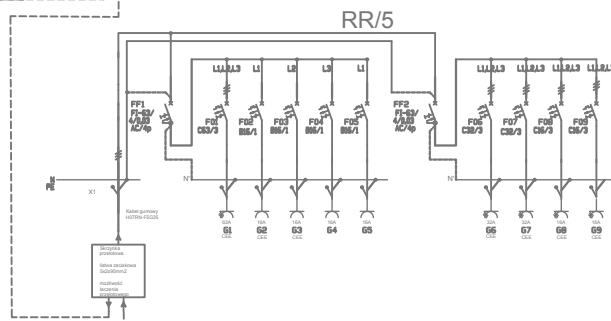 RR/5
L1,L2,L3 L1 L2 L3 L1 L1,L2,L3 L1,L2,L3 L1,L2,L3 L1,L2,L3
FF1
FI-63/
4/0,03
AC/4p
F01
C63/3
F02
B16/1
F03
B16/1
F04
B16/1
F05
B16/1
FF2
FI-63/
4/0,03
AC/4p
F06
C32/3
F07
C32/3
F08
C16/3
F09
C16/3
N"
N"
X1
Kabel gumowy
63A
G1
CEE
16A
G2
CEE
16A
G3
CEE
16A
G4
16A
G5
32A
G6
CEE
32A
G7
CEE
16A
G8
CEE
16A
G9
CEE
Skrzynka
przelotowa
listwa zaciskowa
możliwość
łączenia
przelotowego